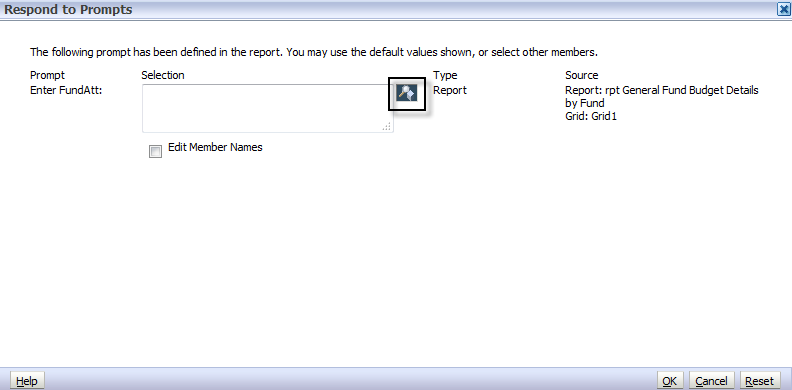 Respond to Prompts
The following prompt has been defined in the report. You may use the default values shown, or select other members.
Prompt Selection Type Source
Enter FundAtt: Report Report: rpt General Fund Budget Details
by Fund
Grid: Grid1
Edit Member Names
Help OK Cancel Reset